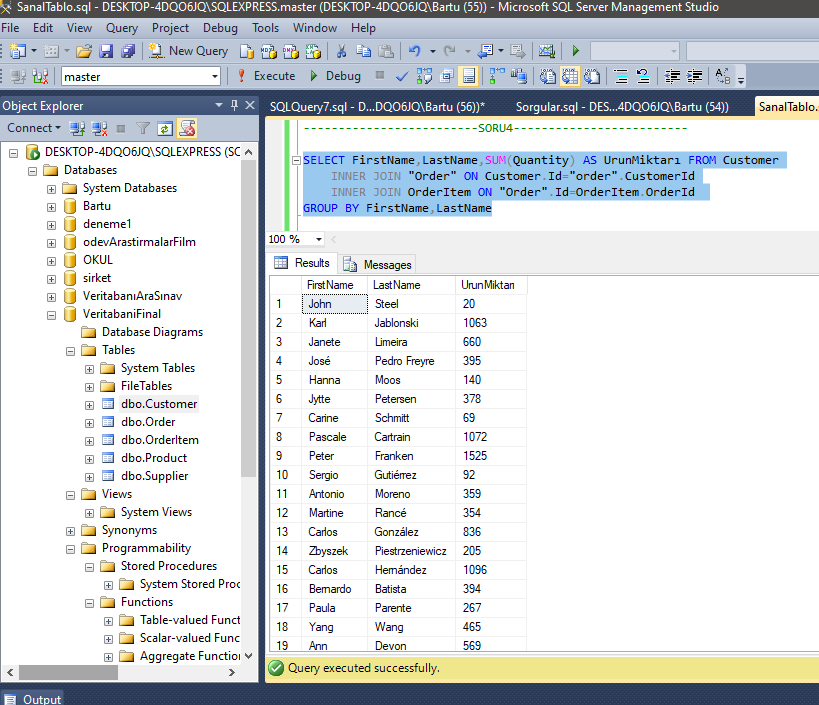 SanalTablo.sql - DESKTOP-4DQO6JQ\SQLEXPRESS.master (DESKTOP-4DQO6JQ\Bartu (55)) - Microsoft SQL Server Management Studio
File Edit View Query Project Debug Tools Window Help
New Query
master Execute Debug
Object Explorer
Connect
DESKTOP-4DQO6JQ\SQLEXPRESS (SC
Databases
System Databases
Bartu
deneme1
odevArastirmalarFilm
OKUL
sirket
VeritabanıAraSınav
VeritabaniFinal
Database Diagrams
Tables
System Tables
FileTables
dbo.Customer
dbo.Order
dbo.OrderItem
dbo.Product
dbo.Supplier
Views
System Views
Synonyms
Programmability
Stored Procedures
System Stored Proc
Functions
Table-valued Funct
Scalar-valued Func
Aggregate Function
Output
SQLQuery7.sql - D...DQO6JQ\Bartu (56))* Sorgular.sql - DES...4DQO6JQ\Bartu (54)) SanalTablo.
--------------------------SORU4--------------------------
SELECT FirstName,LastName,SUM(Quantity) AS UrunMiktarı FROM Customer
INNER JOIN "Order" ON Customer.Id="order".CustomerId
INNER JOIN OrderItem ON "Order".Id=OrderItem.OrderId
GROUP BY FirstName,LastName
100 %
Results Messages
FirstName LastName UrunMiktarı
1 John Steel 20
2 Karl Jablonski 1063
3 Janete Limeira 660
4 José Pedro Freyre 395
5 Hanna Moos 140
6 Jytte Petersen 378
7 Carine Schmitt 69
8 Pascale Cartrain 1072
9 Peter Franken 1525
10 Sergio Gutiérrez 92
11 Antonio Moreno 359
12 Martine Rancé 354
13 Carlos González 836
14 Zbyszek Piestrzeniewicz 205
15 Carlos Hernández 1096
16 Bernardo Batista 394
17 Paula Parente 267
18 Yang Wang 465
19 Ann Devon 569
Query executed successfully.